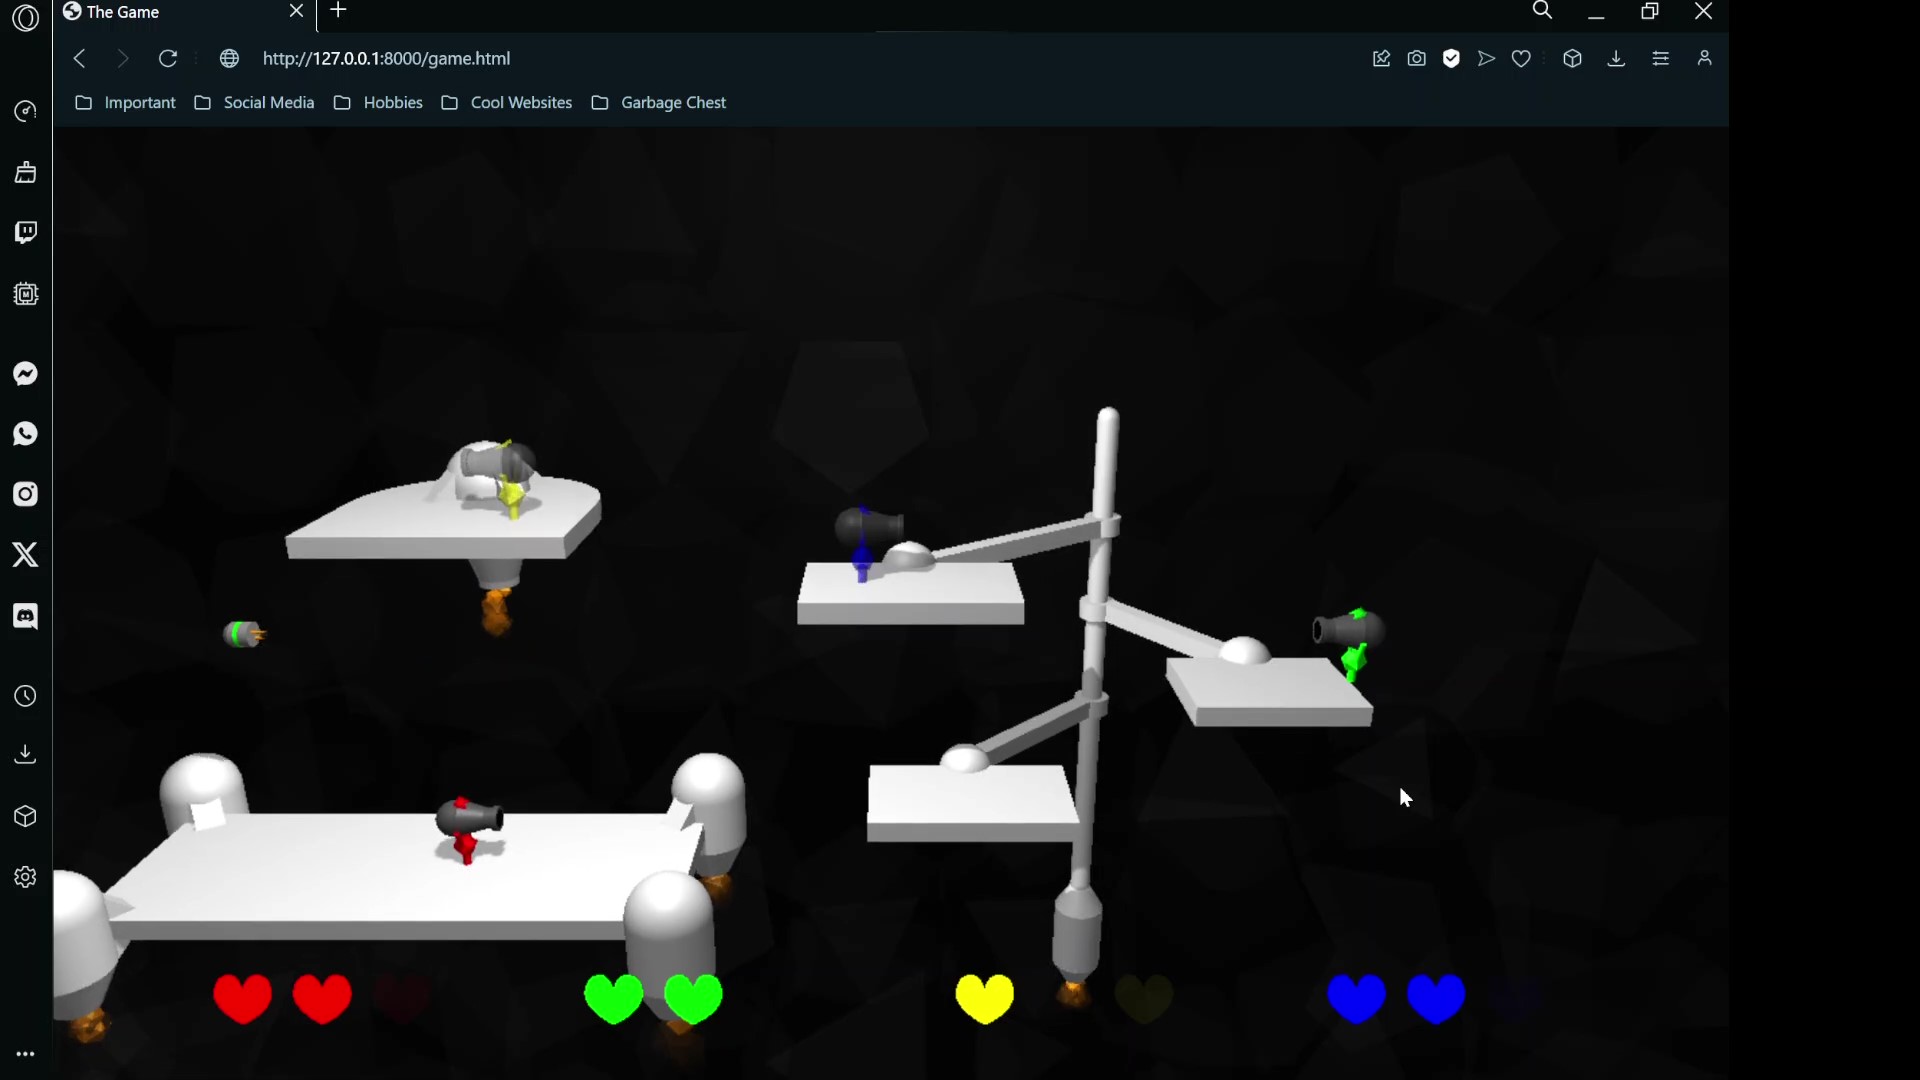 The Game
http://127.0.0.1:8000/game.html
Important Social Media Hobbies Cool Websites Garbage Chest